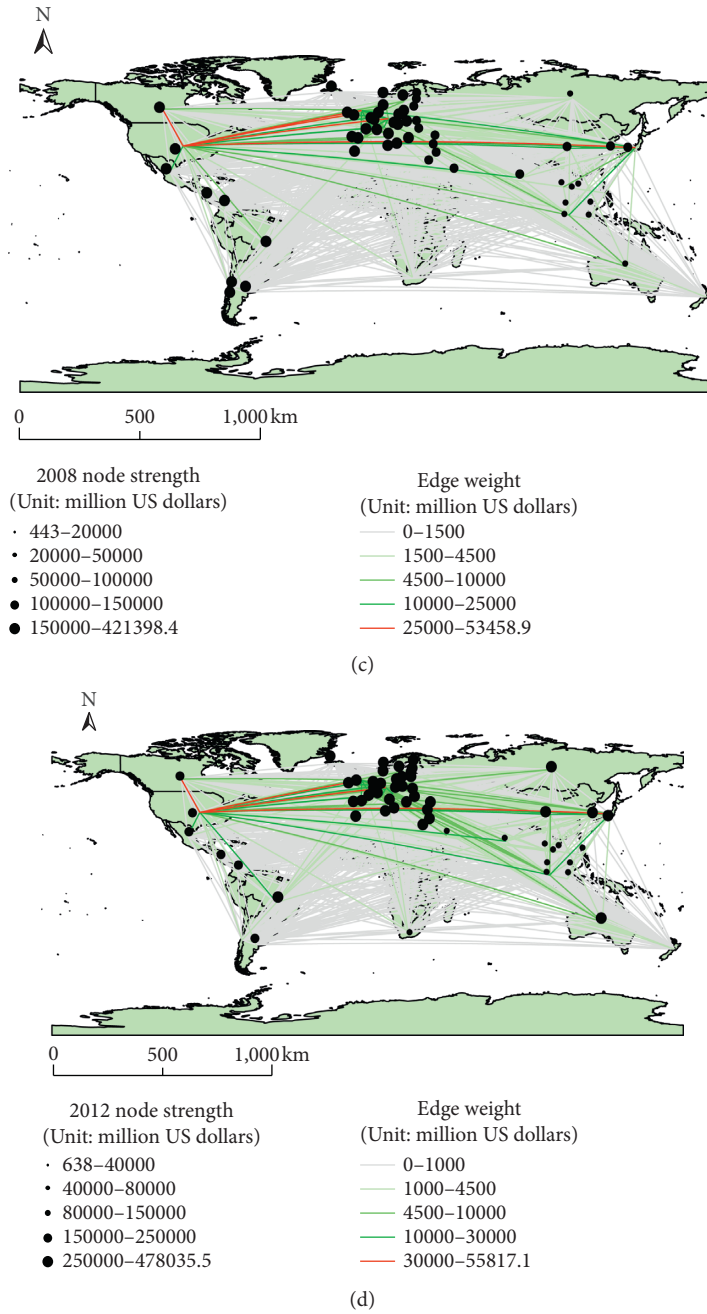 N
0 500 1,000 km
2008 node strength
(Unit: million US dollars)
443–20000
20000–50000
50000–100000
100000–150000
150000–421398.4
Edge weight
(Unit: million US dollars)
0–1500
1500–4500
4500–10000
10000–25000
25000–53458.9
(c)
N
0 500 1,000 km
2012 node strength
(Unit: million US dollars)
638–40000
40000–80000
80000–150000
150000–250000
250000–478035.5
Edge weight
(Unit: million US dollars)
0–1000
1000–4500
4500–10000
10000–30000
30000–55817.1
(d)